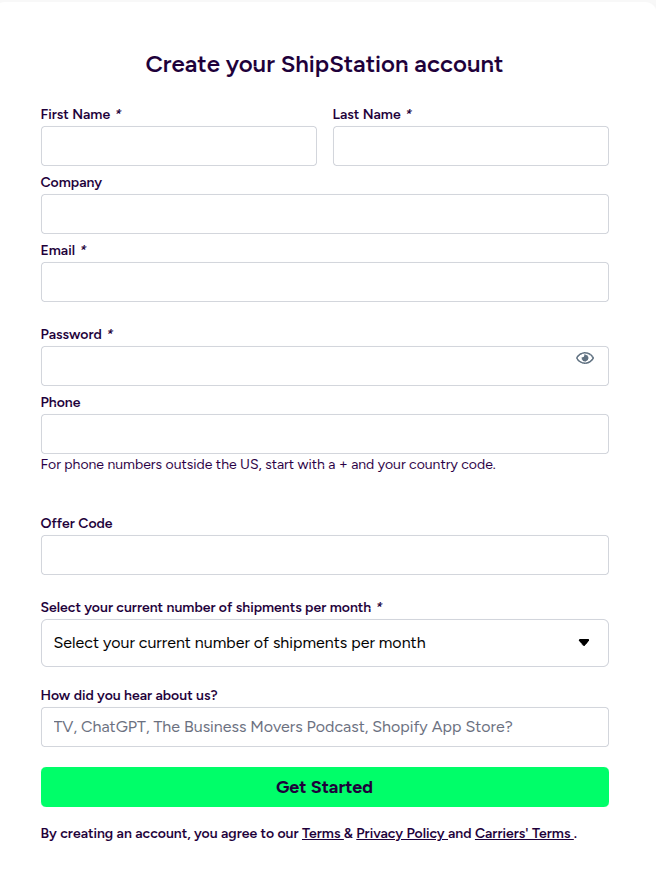 Create your ShipStation account
First Name *
Last Name *
Company
Email *
Password *
Phone
For phone numbers outside the US, start with a + and your country code.
Offer Code
Select your current number of shipments per month *
Select your current number of shipments per month
How did you hear about us?
TV, ChatGPT, The Business Movers Podcast, Shopify App Store?
Get Started
By creating an account, you agree to our Terms & Privacy Policy and Carriers' Terms .